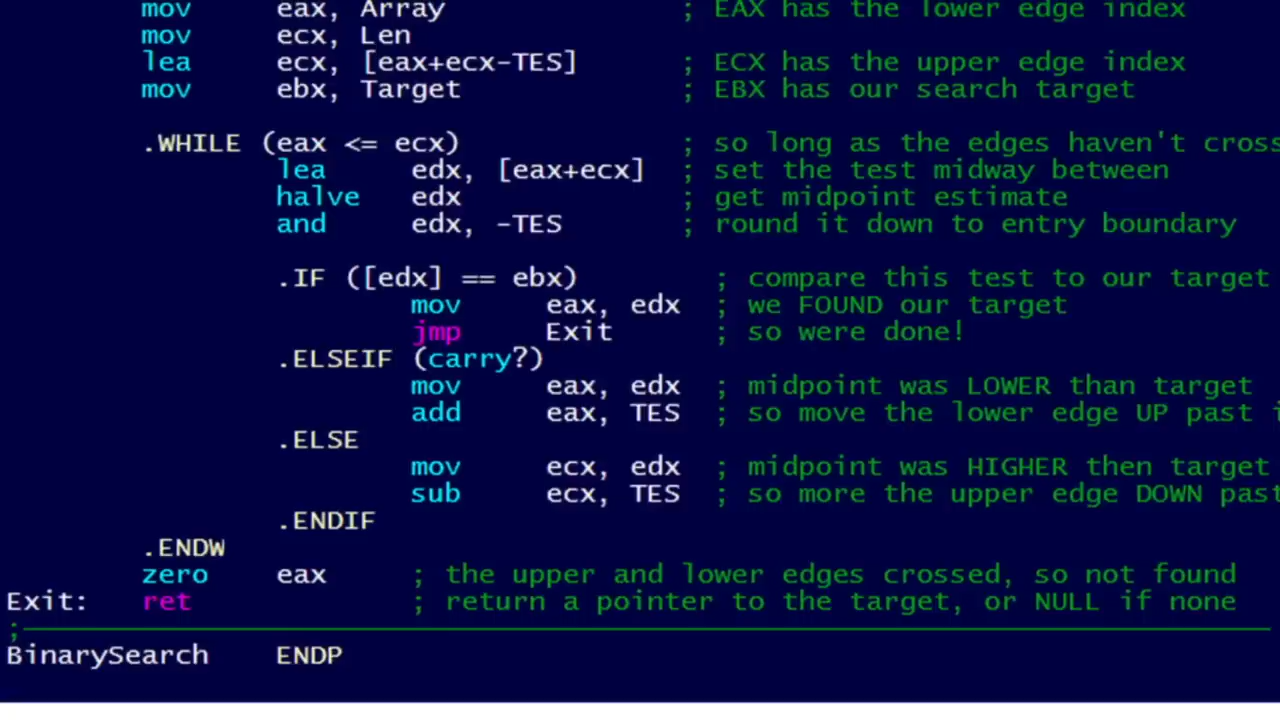 mov eax, Array ; EAX has the lower edge index
mov ecx, Len
lea ecx, [eax+ecx-TES] ; ECX has the upper edge index
mov ebx, Target ; EBX has our search target
.WHILE (eax <= ecx) ; so long as the edges haven't cross
lea edx, [eax+ecx] ; set the test midway between
halve edx ; get midpoint estimate
and edx, -TES ; round it down to entry boundary
.IF ([edx] == ebx) ; compare this test to our target
mov eax, edx ; we FOUND our target
jmp Exit ; so were done!
.ELSEIF (carry?)
mov eax, edx ; midpoint was LOWER than target
add eax, TES ; so move the lower edge UP past
.ELSE
mov ecx, edx ; midpoint was HIGHER then target
sub ecx, TES ; so more the upper edge DOWN past
.ENDIF
.ENDW
zero eax ; the upper and lower edges crossed, so not found
Exit: ret ; return a pointer to the target, or NULL if none
;
BinarySearch ENDP